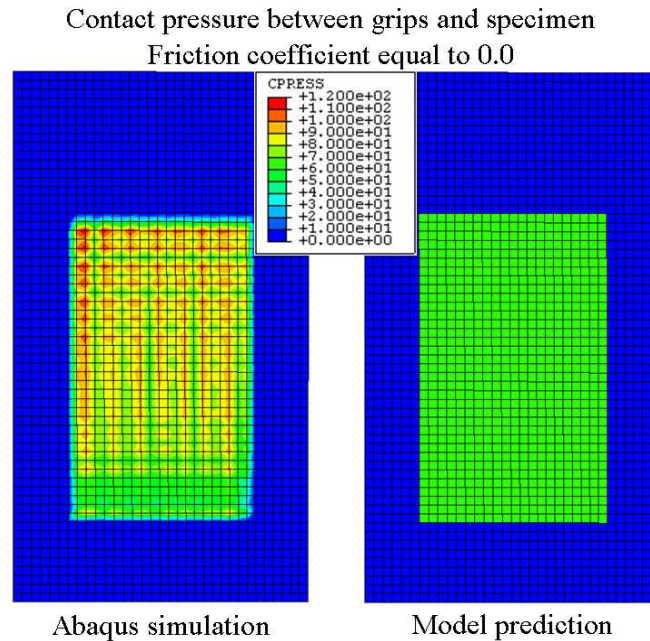 Contact pressure between grips and specimen
Friction coefficient equal to 0.0
CPRESS
+1.200e+02
+1.100e+02
+1.000e+02
+9.000e+01
+8.000e+01
+7.000e+01
+6.000e+01
+5.000e+01
+4.000e+01
+3.000e+01
+2.000e+01
+1.000e+01
+0.000e+00
Abaqus simulation
Model prediction